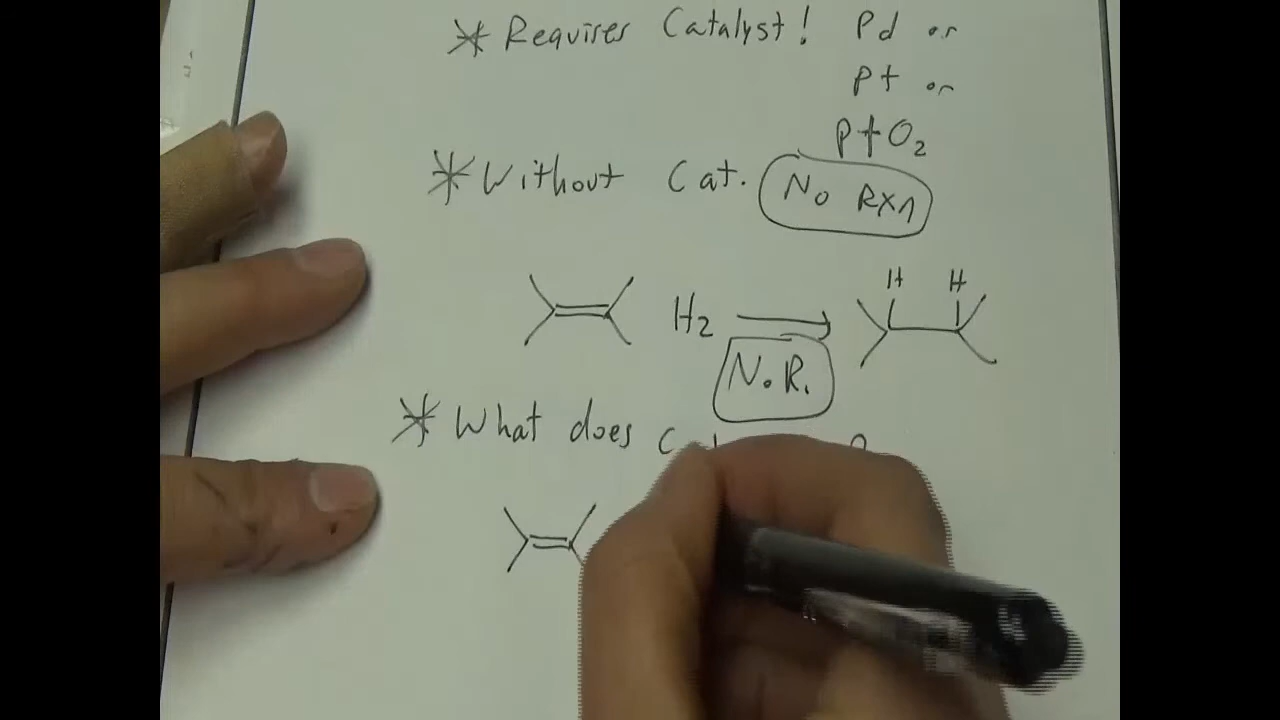 * Requires Catalyst! Pd or
Pt or
PtO2
* Without Cat. No Rxn
H H
H2
N.R.
* What does